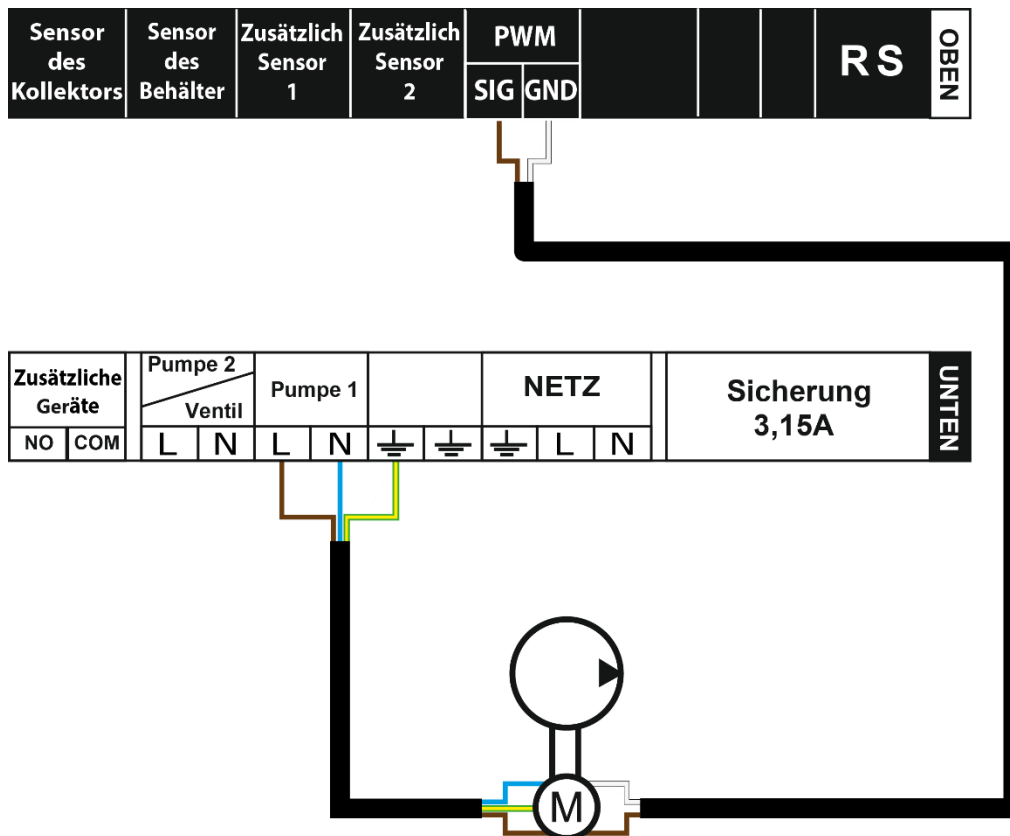 Sensor
des
Kollektors
Sensor
des
Behälter
Zusätzlich
Sensor
1
Zusätzlich
Sensor
2
PWM
SIG GND
RS
OBEN
Zusätzliche
Geräte
NO COM
Pumpe 2
Ventil
L N
Pumpe 1
L N
NETZ
L N
Sicherung
3,15A
UNTEN
M